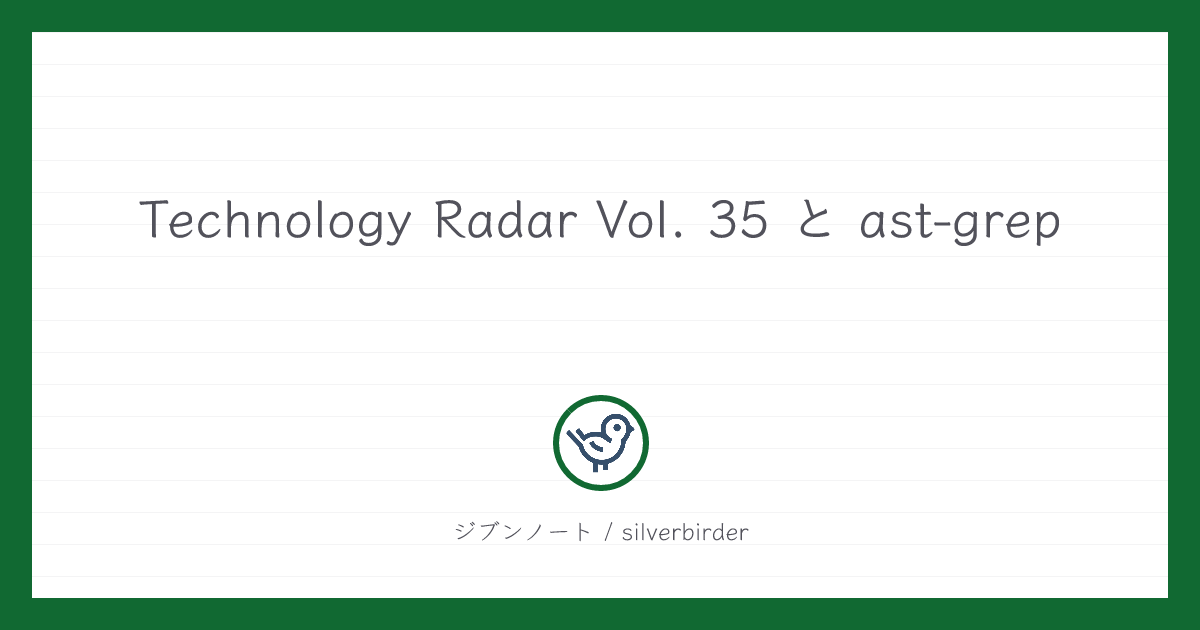 Technology Radar Vol. 35 と ast-grep
ジブンノート / silverbirder